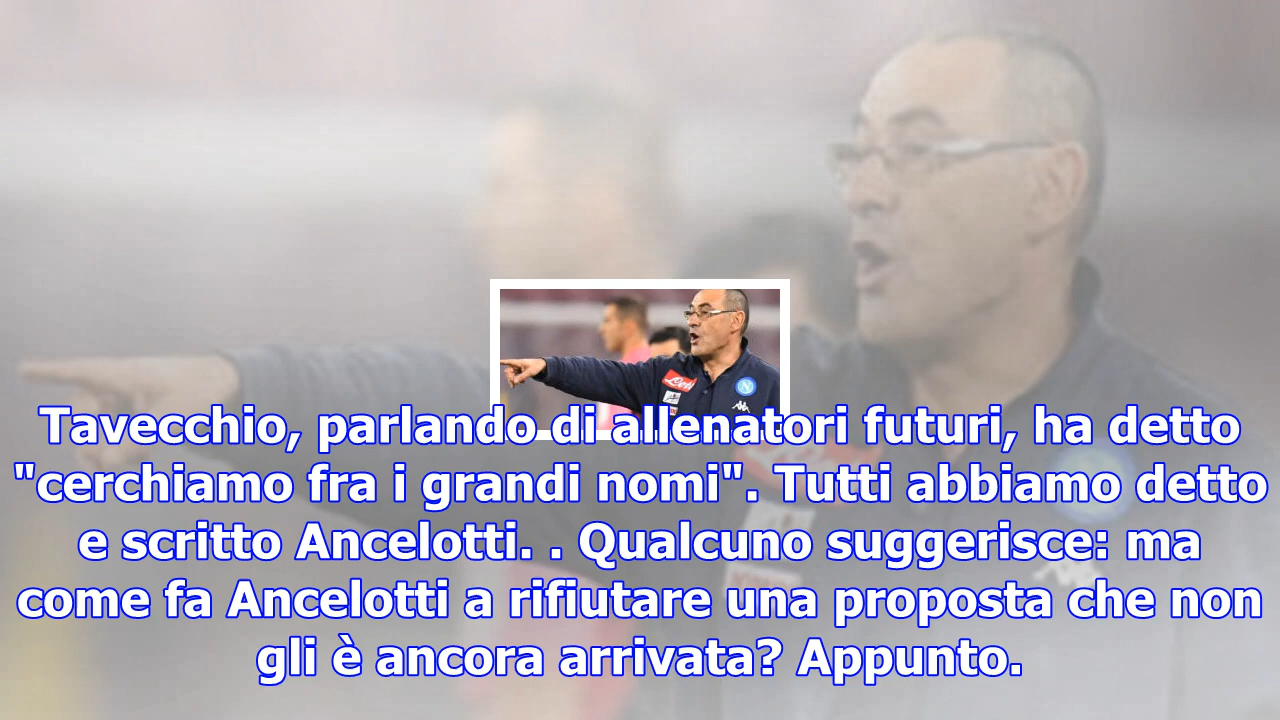 Tavecchio, parlando di allenatori futuri, ha detto
"cerchiamo fra i grandi nomi". Tutti abbiamo detto
e scritto Ancelotti. . Qualcuno suggerisce: ma
come fa Ancelotti a rifiutare una proposta che non
gli è ancora arrivata? Appunto.